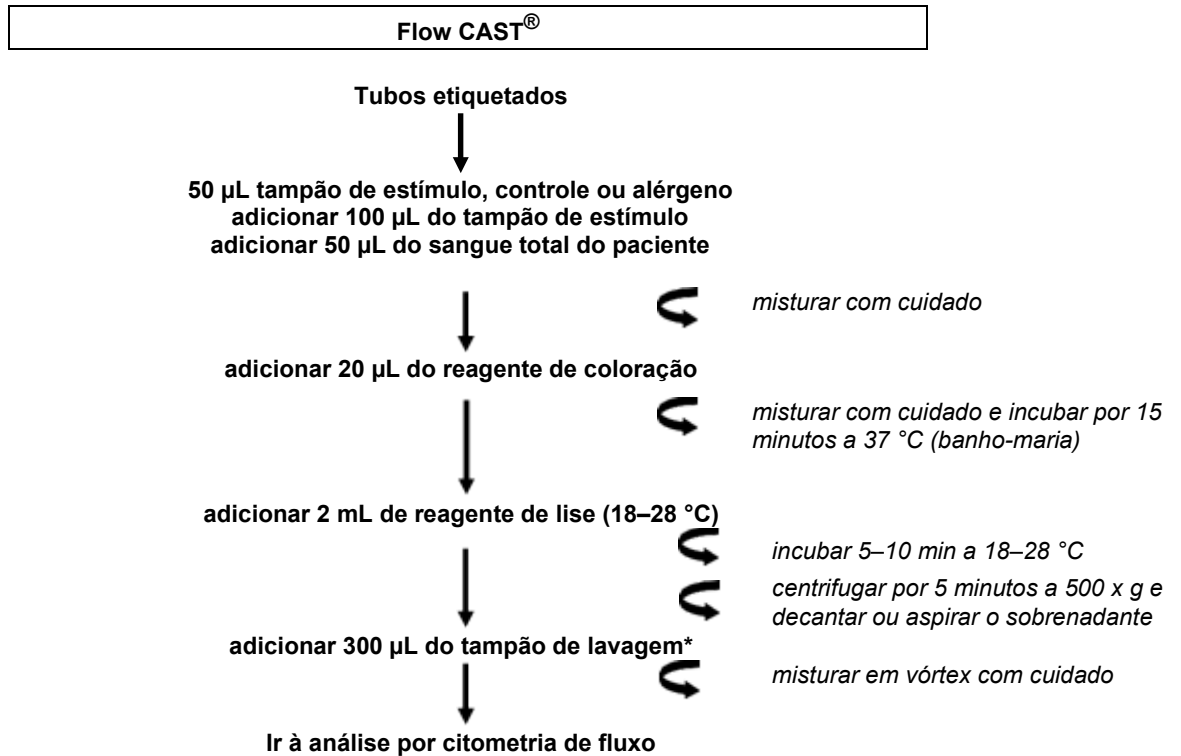 Flow CAST®
Tubos etiquetados
50 µL tampão de estímulo, controle ou alérgeno
adicionar 100 µL do tampão de estímulo
adicionar 50 µL do sangue total do paciente
misturar com cuidado
adicionar 20 µL do reagente de coloração
misturar com cuidado e incubar por 15
minutos a 37 °C (banho-maria)
adicionar 2 mL de reagente de lise (18–28 °C)
incubar 5–10 min a 18–28 °C
centrifugar por 5 minutos a 500 x g e
decantar ou aspirar o sobrenadante
adicionar 300 µL do tampão de lavagem*
misturar em vórtex com cuidado
Ir à análise por citometria de fluxo